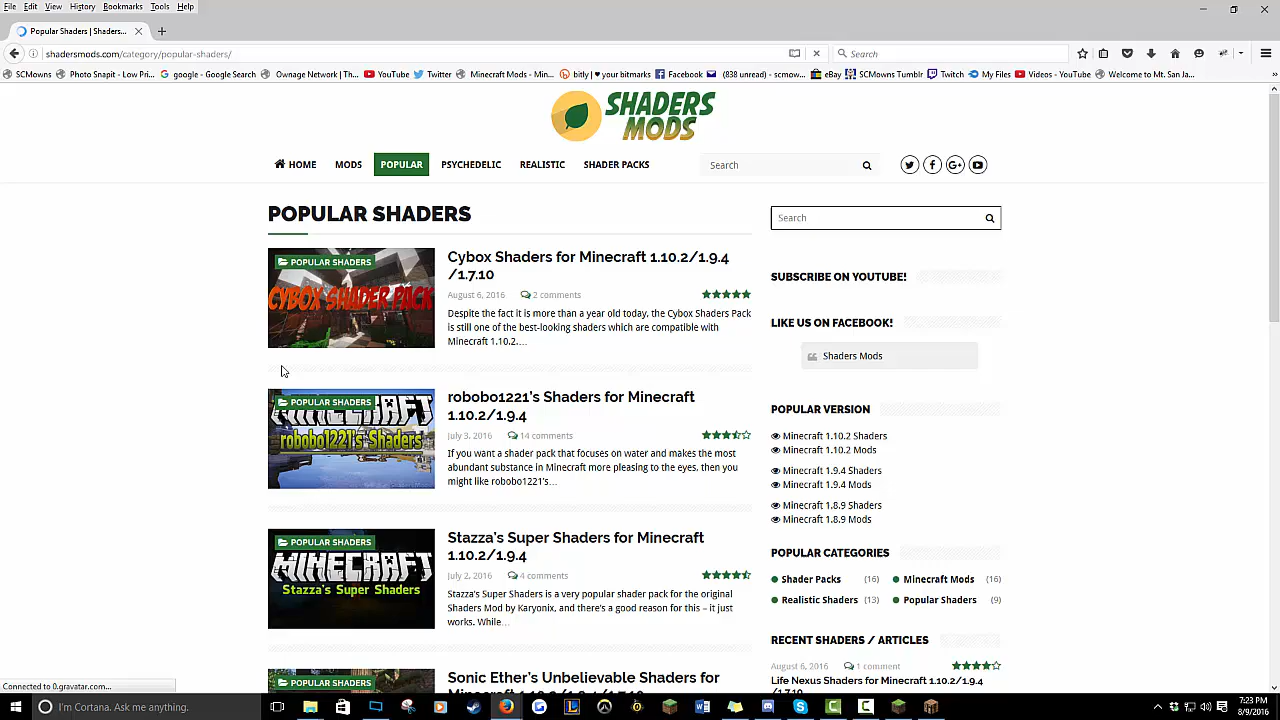 File Edit View History Bookmarks Tools Help
Popular Shaders | Shaders...
shadersmods.com/category/popular-shaders/
Search
SCMowns Photo Snapit - Low Pri... google - Google Search Ownage Network | Th... YouTube Twitter Minecraft Mods - Min... bitly | ♥ your bitmarks Facebook (838 unread) - scmow... eBay SCMowns Tumblr Twitch My Files Videos - YouTube Welcome to Mt. San Ja...
SHADERS
MODS
HOME MODS POPULAR PSYCHEDELIC REALISTIC SHADER PACKS Search
POPULAR SHADERS
POPULAR SHADERS
CYBOX SHADER PACK
Cybox Shaders for Minecraft 1.10.2/1.9.4
/1.7.10
August 6, 2016 2 comments
Despite the fact it is more than a year old today, the Cybox Shaders Pack
is still one of the best-looking shaders which are compatible with
Minecraft 1.10.2....
POPULAR SHADERS
MINECRAFT
robobo1221's Shaders
robobo1221's Shaders for Minecraft
1.10.2/1.9.4
July 3, 2016 14 comments
If you want a shader pack that focuses on water and makes the most
abundant substance in Minecraft more pleasing to the eyes, then you
might like robobo1221's...
POPULAR SHADERS
MINECRAFT
Stazza's Super Shaders
Stazza's Super Shaders for Minecraft
1.10.2/1.9.4
July 2, 2016 4 comments
Stazza's Super Shaders is a very popular shader pack for the original
Shaders Mod by Karyonix, and there's a good reason for this – it just
works. While...
POPULAR SHADERS
Sonic Ether's Unbelievable Shaders for
Search
SUBSCRIBE ON YOUTUBE!
LIKE US ON FACEBOOK!
Shaders Mods
POPULAR VERSION
Minecraft 1.10.2 Shaders
Minecraft 1.10.2 Mods
Minecraft 1.9.4 Shaders
Minecraft 1.9.4 Mods
Minecraft 1.8.9 Shaders
Minecraft 1.8.9 Mods
POPULAR CATEGORIES
Shader Packs (16) Minecraft Mods (16)
Realistic Shaders (13) Popular Shaders (9)
RECENT SHADERS / ARTICLES
August 6, 2016 1 comment
Life Nexus Shaders for Minecraft 1.10.2/1.9.4
/1.7.10
Connected to 0.gravatar.com...
I'm Cortana. Ask me anything.
7:23 PM
8/9/2016